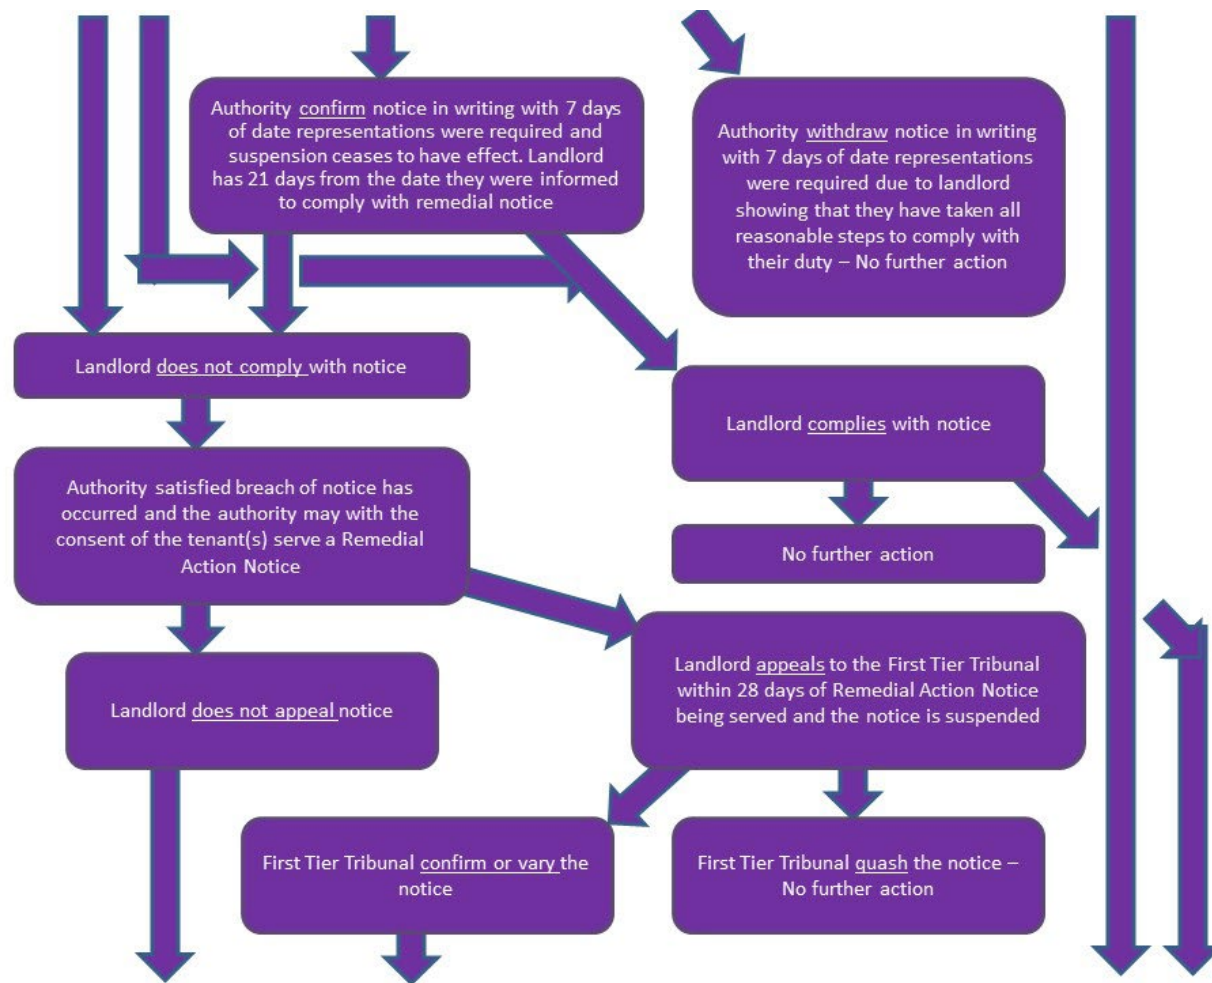 Authority confirm notice in writing with 7 days
of date representations were required and
suspension ceases to have effect. Landlord
has 21 days from the date they were informed
to comply with remedial notice
Authority withdraw notice in writing
with 7 days of date representations
were required due to landlord
showing that they have taken all
reasonable steps to comply with
their duty – No further action
Landlord does not comply with notice
Landlord complies with notice
Authority satisfied breach of notice has
occurred and the authority may with the
consent of the tenant(s) serve a Remedial
Action Notice
No further action
Landlord does not appeal notice
Landlord appeals to the First Tier Tribunal
within 28 days of Remedial Action Notice
being served and the notice is suspended
First Tier Tribunal confirm or vary the
notice
First Tier Tribunal quash the notice –
No further action